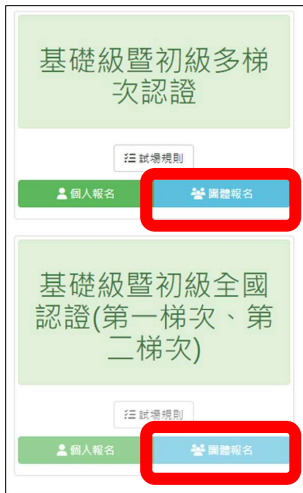 基礎級暨初級多梯
次認證
試場規則
個人報名 團體報名
基礎級暨初級全國
認證(第一梯次、第
二梯次)
試場規則
個人報名 團體報名